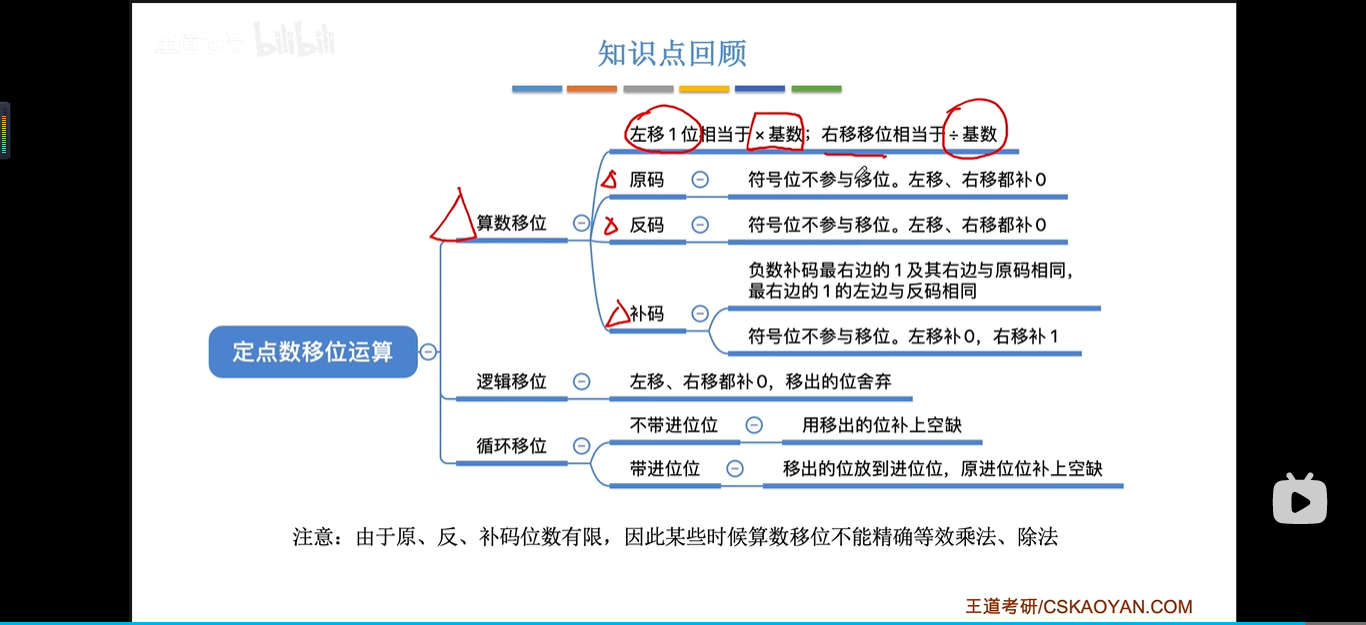 bilibili
知识点回顾
左移1位相当于×基数；右移移位相当于÷基数
原码
符号位不参与移位。左移、右移都补0
算数移位
反码
符号位不参与移位。左移、右移都补0
负数补码最右边的1及其右边与原码相同，
最右边的1的左边与反码相同
补码
符号位不参与移位。左移补0，右移补1
定点数移位运算
逻辑移位
左移、右移都补0，移出的位舍弃
不带进位位
用移出的位补上空缺
循环移位
带进位位
移出的位放到进位位，原进位位补上空缺
注意：由于原、反、补码位数有限，因此某些时候算数移位不能精确等效乘法、除法
王道考研/CSKAOYAN.COM